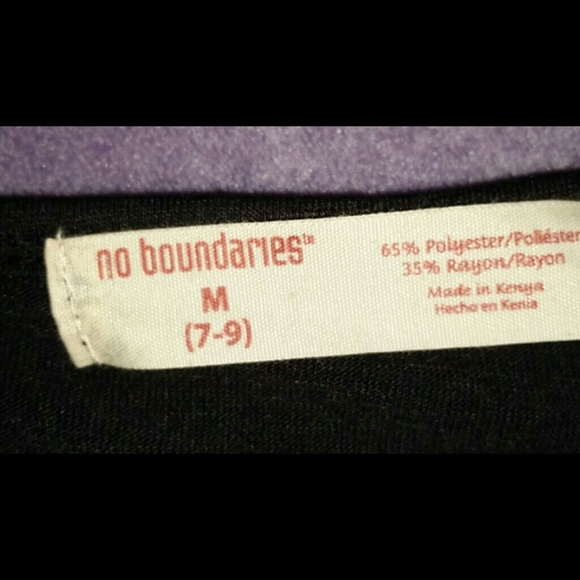 no boundaries™
M
(7-9)
65% Polyester/Poliéster
35% Rayon/Rayon
Made in Kenya
Hecho en Kenia